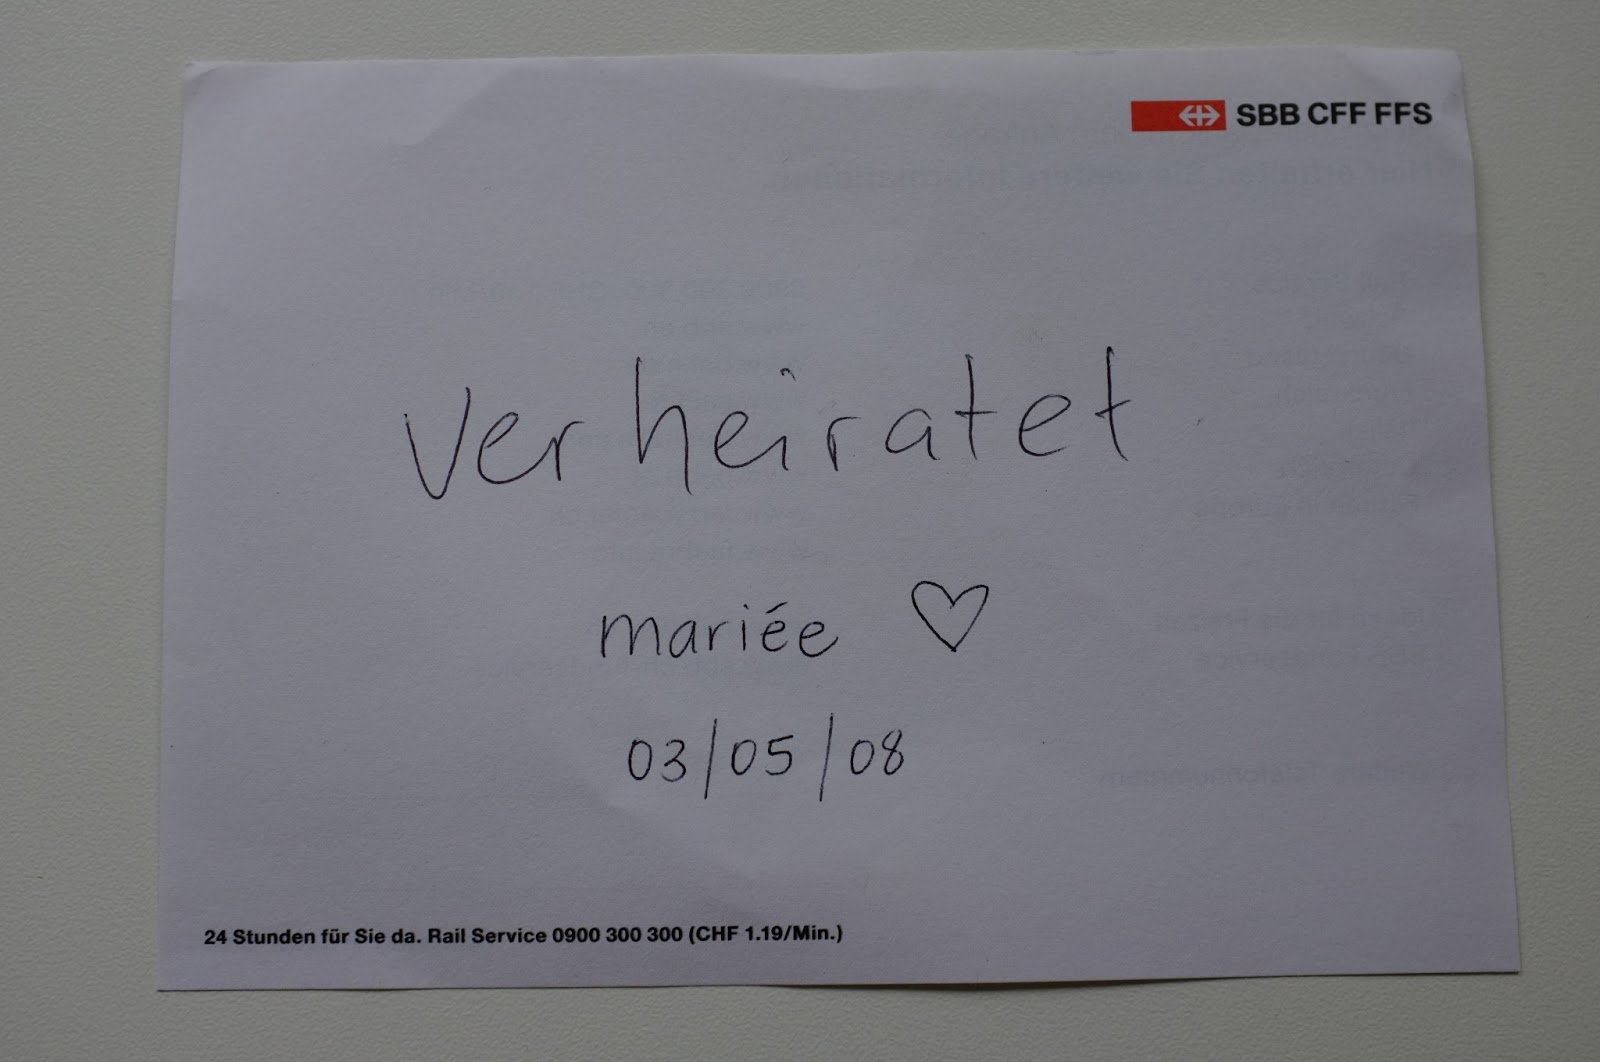 SBB CFF FFS
verheiratet
mariée ♡
03/05/08
24 Stunden für Sie da. Rail Service 0900 300 300 (CHF 1.19/Min.)